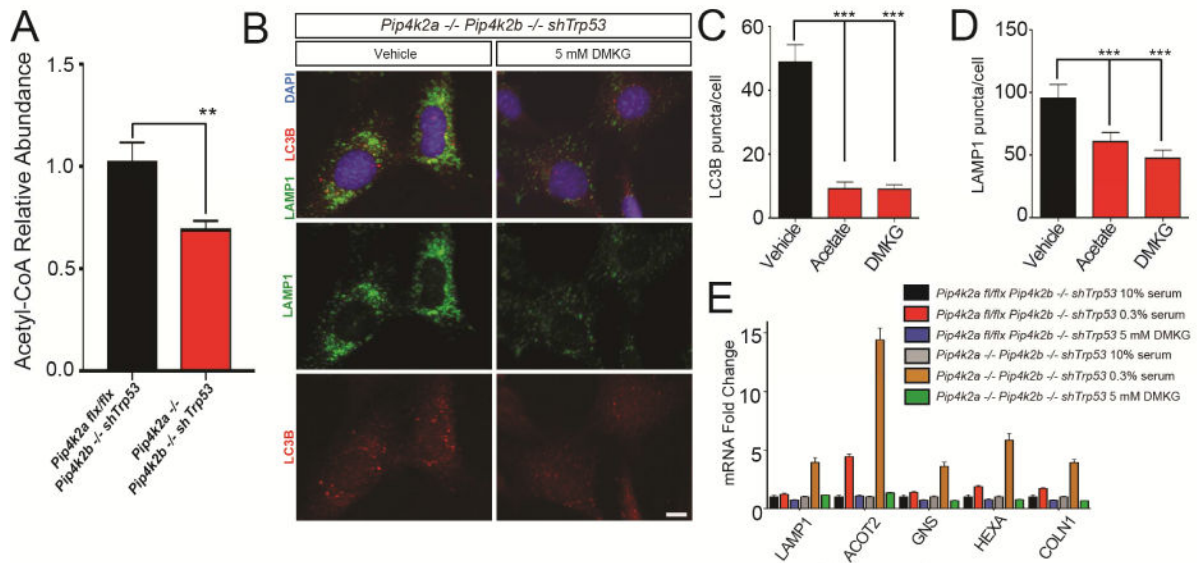 A
Acetyl-CoA Relative Abundance
1.5
1.0
0.5
0.0
**
Pip4k2a flx/flx
Pip4k2b -/- shTrp53
Pip4k2a -/-
Pip4k2b -/- shTrp53
B
Pip4k2a -/- Pip4k2b -/- shTrp53
Vehicle
5 mM DMKG
LAMP1 LC3B DAPI
LAMP1
LC3B
C
LC3B puncta/cell
60
40
20
0
*** ***
Vehicle
Acetate
DMKG
D
LAMP1 puncta/cell
150
100
50
0
*** ***
Vehicle
Acetate
DMKG
E
mRNA Fold Change
15
10
5
0
Pip4k2a fl/flx Pip4k2b -/- shTrp53 10% serum
Pip4k2a fl/flx Pip4k2b -/- shTrp53 0.3% serum
Pip4k2a fl/flx Pip4k2b -/- shTrp53 5 mM DMKG
Pip4k2a -/- Pip4k2b -/- shTrp53 10% serum
Pip4k2a -/- Pip4k2b -/- shTrp53 0.3% serum
Pip4k2a -/- Pip4k2b -/- shTrp53 5 mM DMKG
LAMP1
ACOT2
GNS
HEXA
COLN1